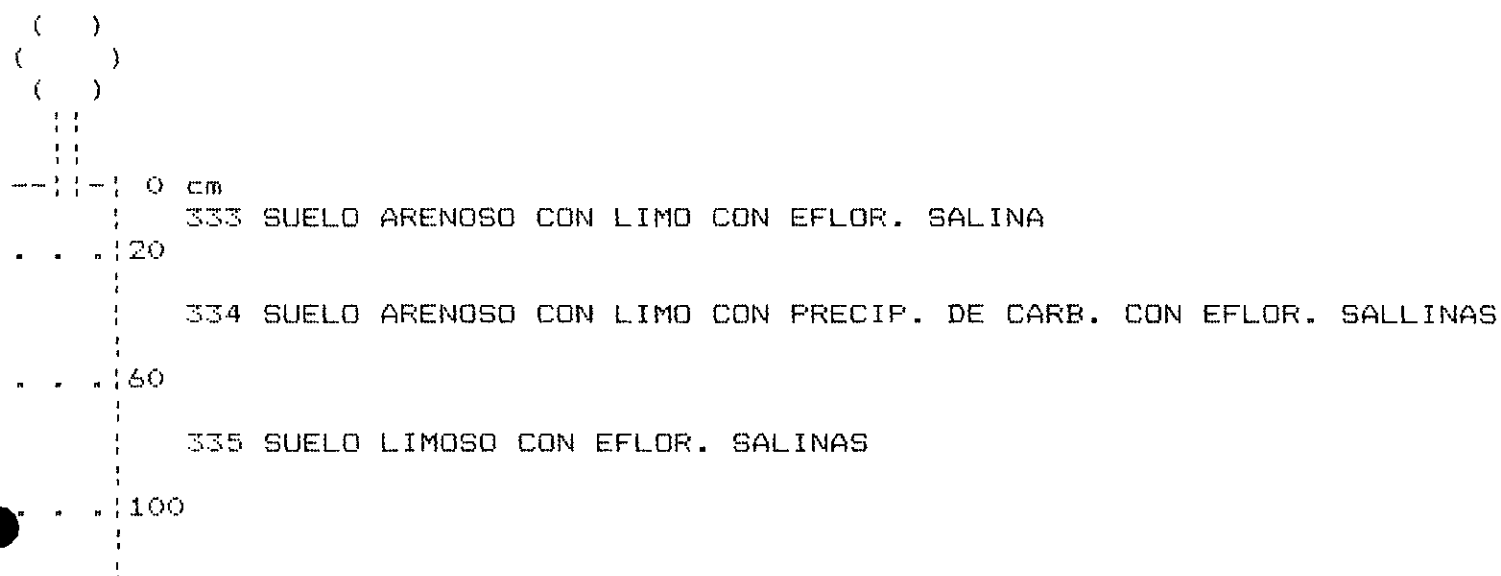 0 cm
333 SUELO ARENOSO CON LIMO CON EFLOR. SALINA
20
334 SUELO ARENOSO CON LIMO CON PRECIP. DE CARB. CON EFLOR. SALLINAS
60
335 SUELO LIMOSO CON EFLOR. SALINAS
100